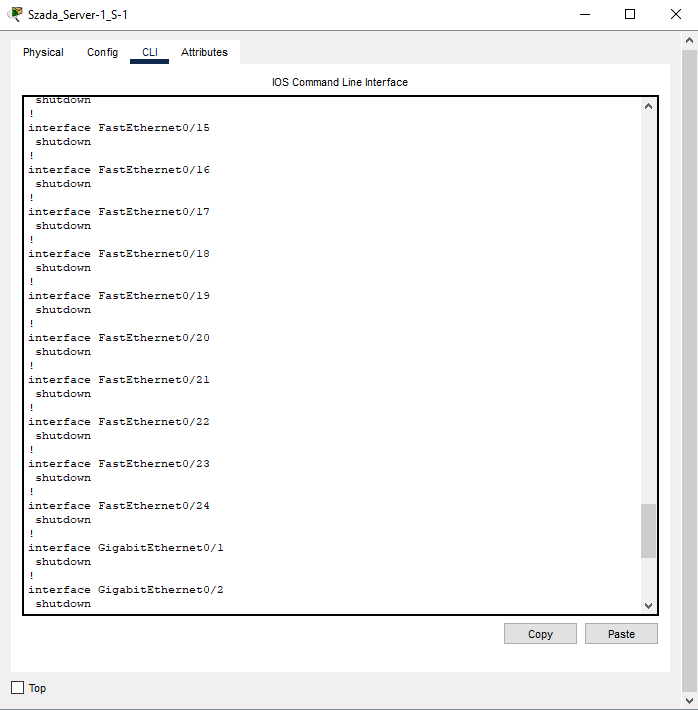 Szada_Server-1_S-1
Physical Config CLI Attributes
IOS Command Line Interface
shutdown
!
interface FastEthernet0/15
shutdown
!
interface FastEthernet0/16
shutdown
!
interface FastEthernet0/17
shutdown
!
interface FastEthernet0/18
shutdown
!
interface FastEthernet0/19
shutdown
!
interface FastEthernet0/20
shutdown
!
interface FastEthernet0/21
shutdown
!
interface FastEthernet0/22
shutdown
!
interface FastEthernet0/23
shutdown
!
interface FastEthernet0/24
shutdown
!
interface GigabitEthernet0/1
shutdown
!
interface GigabitEthernet0/2
shutdown
Copy Paste
Top